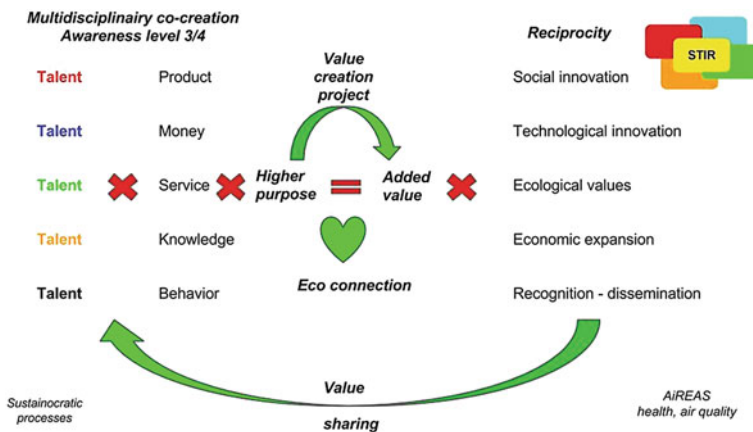 Multidisciplinairy co-creation
Awareness level 3/4
Reciprocity
STIR
Value
creation
project
Talent
Product
Social innovation
Talent
Money
Technological innovation
Talent
Service
Higher
purpose
Added
value
Ecological values
Talent
Knowledge
Economic expansion
Eco connection
Talent
Behavior
Recognition - dissemination
Value
sharing
Sustainocratic
processes
AiREAS
health, air quality